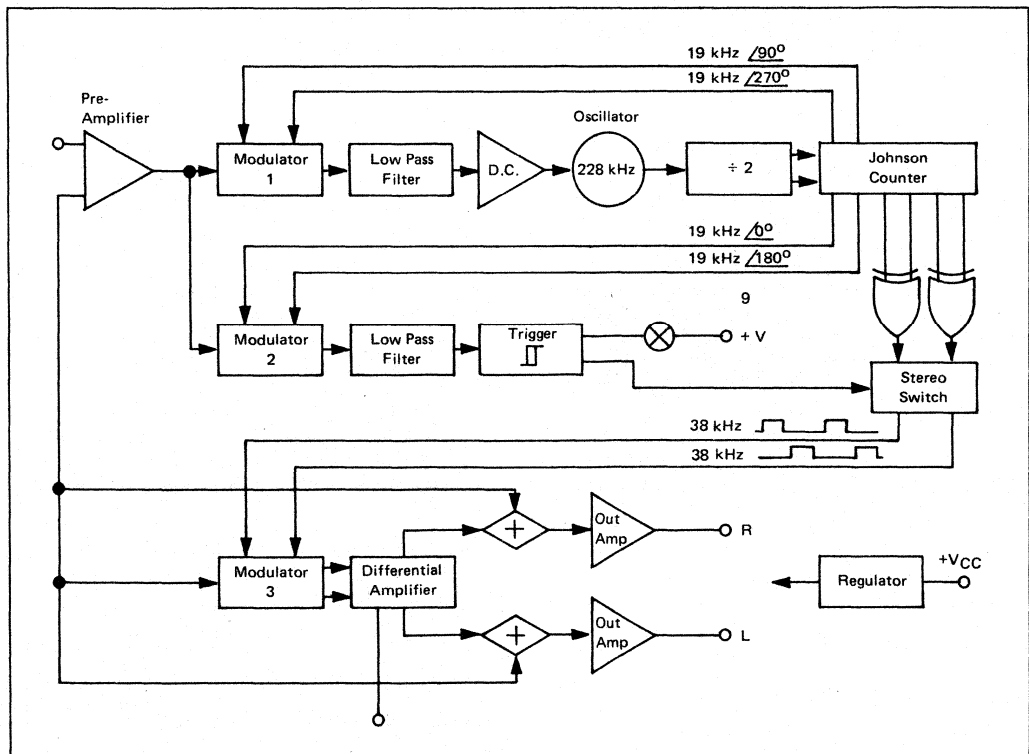 19 kHz /90°
19 kHz /270°
Pre-
Amplifier
Oscillator
Modulator
1
Low Pass
Filter
D.C.
228 kHz
÷ 2
Johnson
Counter
19 kHz /0°
19 kHz /180°
9
Modulator
2
Low Pass
Filter
Trigger
+ V
Stereo
Switch
38 kHz
38 kHz
+
Out
Amp
R
Modulator
3
Differential
Amplifier
Regulator
+VCC
+
Out
Amp
L